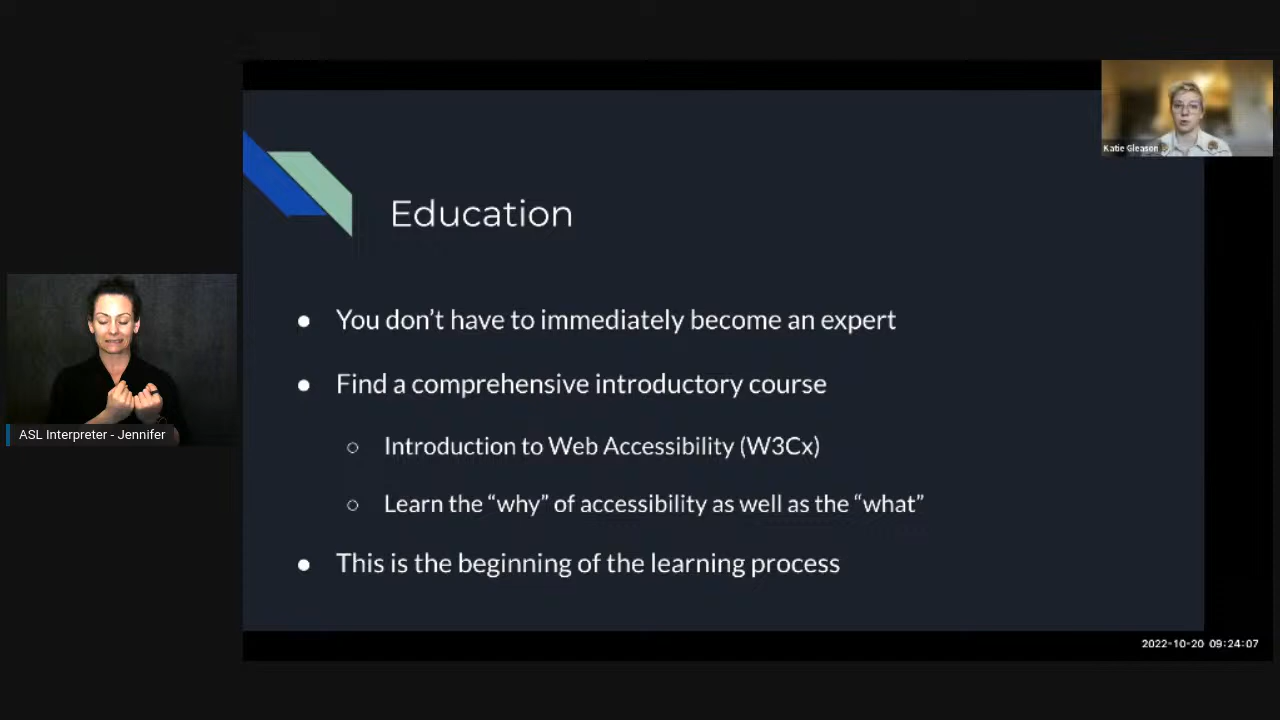 Katie Gleason
Education
ASL Interpreter - Jennifer
● You don’t have to immediately become an expert
● Find a comprehensive introductory course
○ Introduction to Web Accessibility (W3Cx)
○ Learn the “why” of accessibility as well as the “what”
● This is the beginning of the learning process
2022-10-20 09:24:07